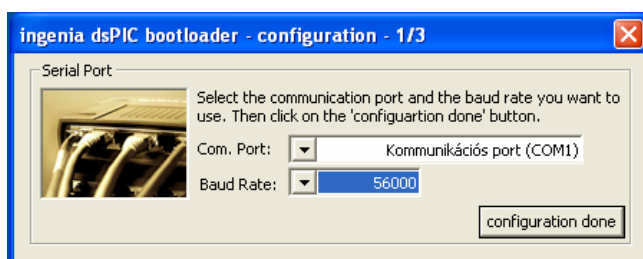 ingenia dsPIC bootloader - configuration - 1/3
Serial Port
Select the communication port and the baud rate you want to
use. Then click on the 'configuartion done' button.
Com. Port: Kommunikációs port (COM1)
Baud Rate: 56000
configuration done